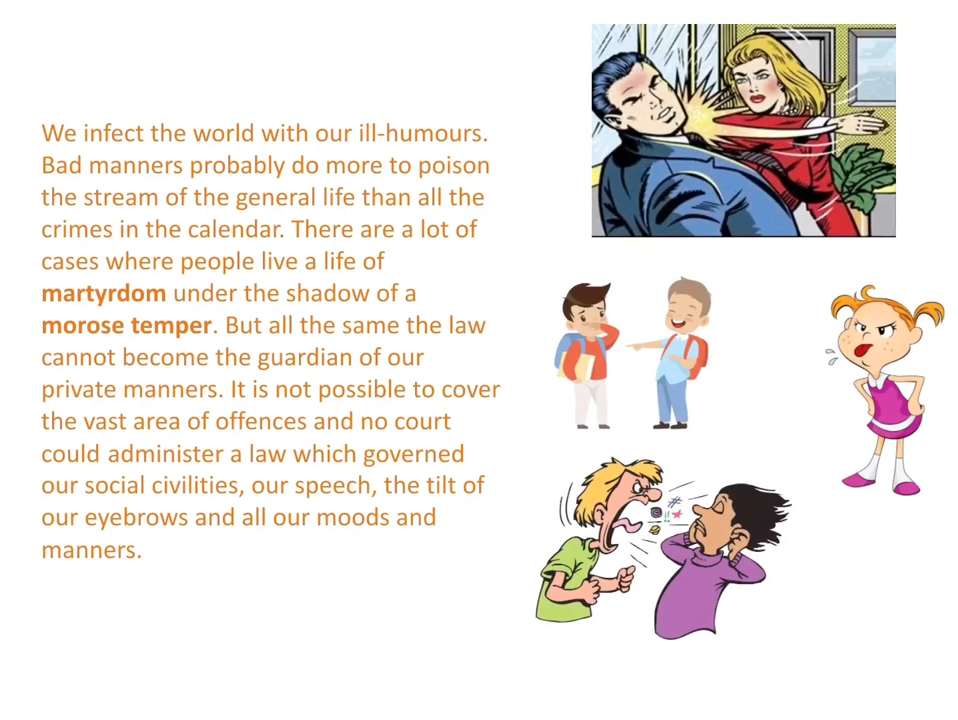 We infect the world with our ill-humours.
Bad manners probably do more to poison
the stream of the general life than all the
crimes in the calendar. There are a lot of
cases where people live a life of
martyrdom under the shadow of a
morose temper. But all the same the law
cannot become the guardian of our
private manners. It is not possible to cover
the vast area of offences and no court
could administer a law which governed
our social civilities, our speech, the tilt of
our eyebrows and all our moods and
manners.